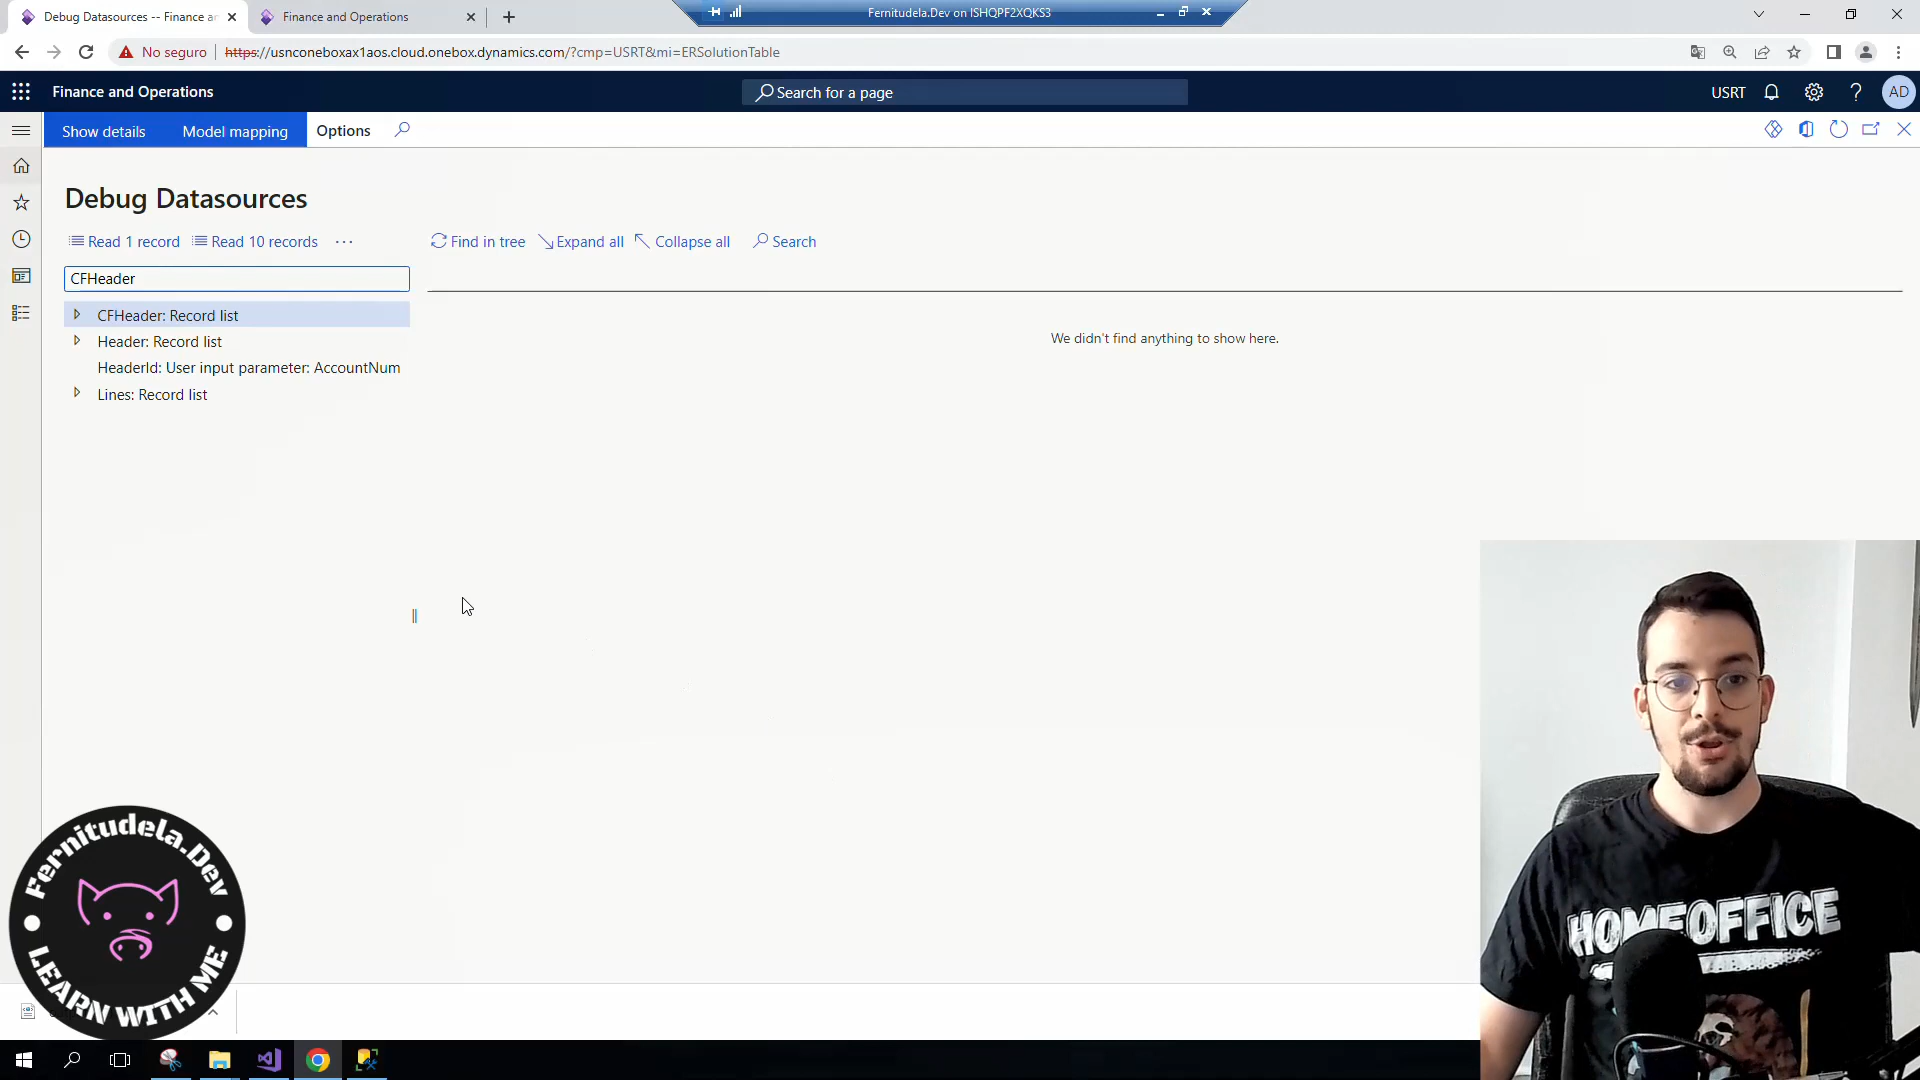 Debug Datasources -- Finance a
Finance and Operations
Fernitudela.Dev on ISHQPF2XQKS3
No seguro
https://usnconeboxax1aos.cloud.onebox.dynamics.com/?cmp=USRT&mi=ERSolutionTable
Finance and Operations
Search for a page
USRT
?
AD
Show details
Model mapping
Options
Debug Datasources
Read 1 record
Read 10 records
...
Find in tree
Expand all
Collapse all
Search
CFHeader
CFHeader: Record list
We didn't find anything to show here.
Header: Record list
HeaderId: User input parameter: AccountNum
Lines: Record list
Fernitudela.Dev
LEARN WITH ME
HOMEOFFICE